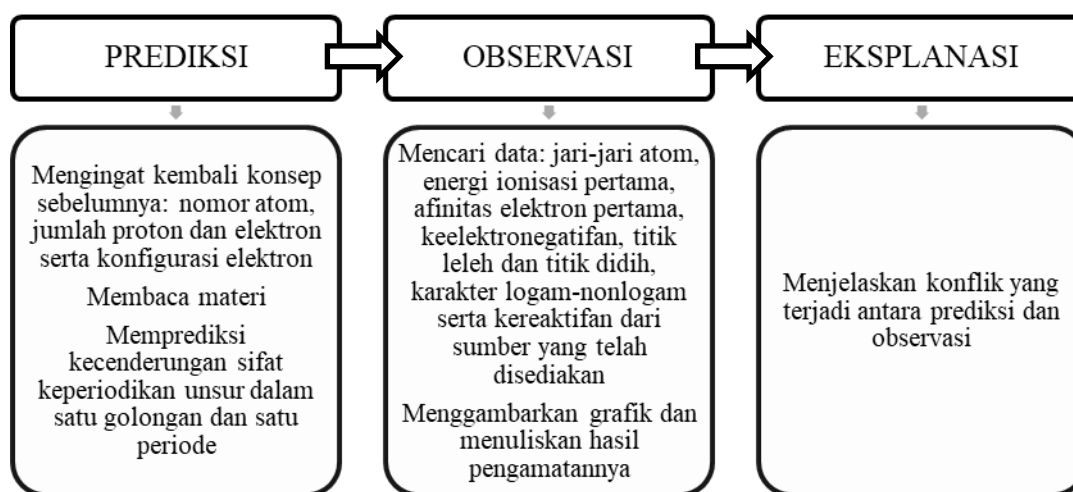 PREDIKSI
OBSERVASI
EKSPLANASI
Mengingat kembali konsep
sebelumnya: nomor atom,
jumlah proton dan elektron
serta konfigurasi elektron
Membaca materi
Memprediksi
kecenderungan sifat
keperiodikan unsur dalam
satu golongan dan satu
periode
Mencari data: jari-jari atom,
energi ionisasi pertama,
afinitas elektron pertama,
keelektronegatifan, titik
leleh dan titik didih,
karakter logam-nonlogam
serta kereaktifan dari
sumber yang telah
disediakan
Menggambarkan grafik dan
menuliskan hasil
pengamatannya
Menjelaskan konflik yang
terjadi antara prediksi dan
observasi